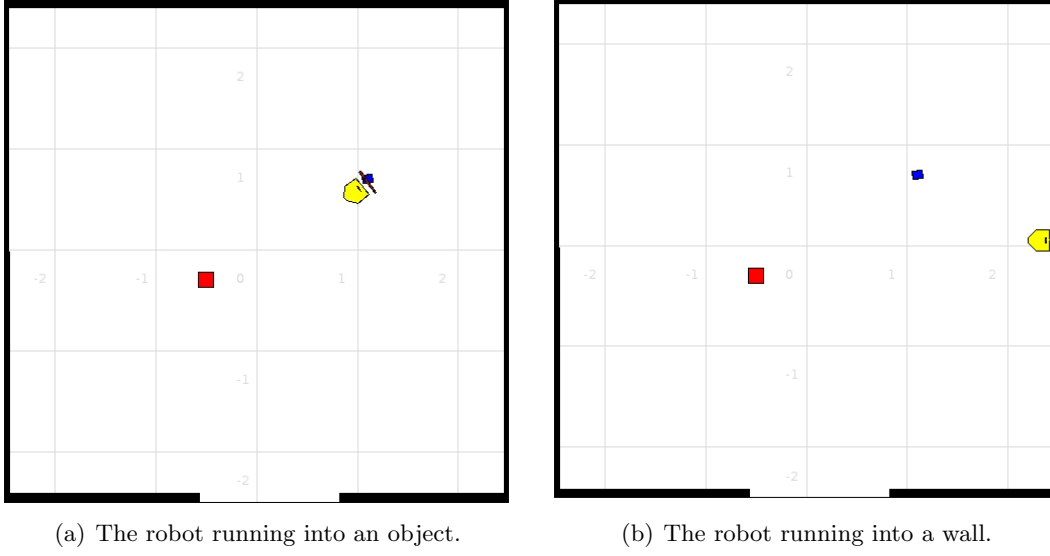 2
1
-2 -1 0 1 2
-1
-2
(a) The robot running into an object.
2
1
-2 -1 0 1 2
-1
-2
(b) The robot running into a wall.